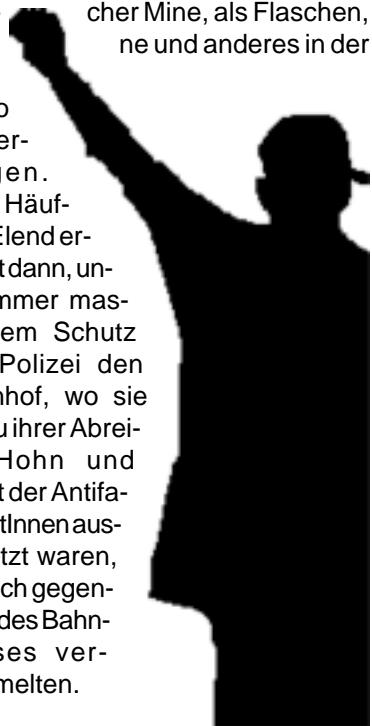 cher Mine, als Flaschen,
ne und anderes in der
o
er-
gen.
Häuf-
Elend er-
t dann, un-
mmer mas-
em Schutz
Polizei den
nhof, wo sie
u ihrer Abrei-
Hohn und
t der Antifa-
tInnen aus-
tzt waren,
ch gegen-
des Bahn-
ses ver-
melten.